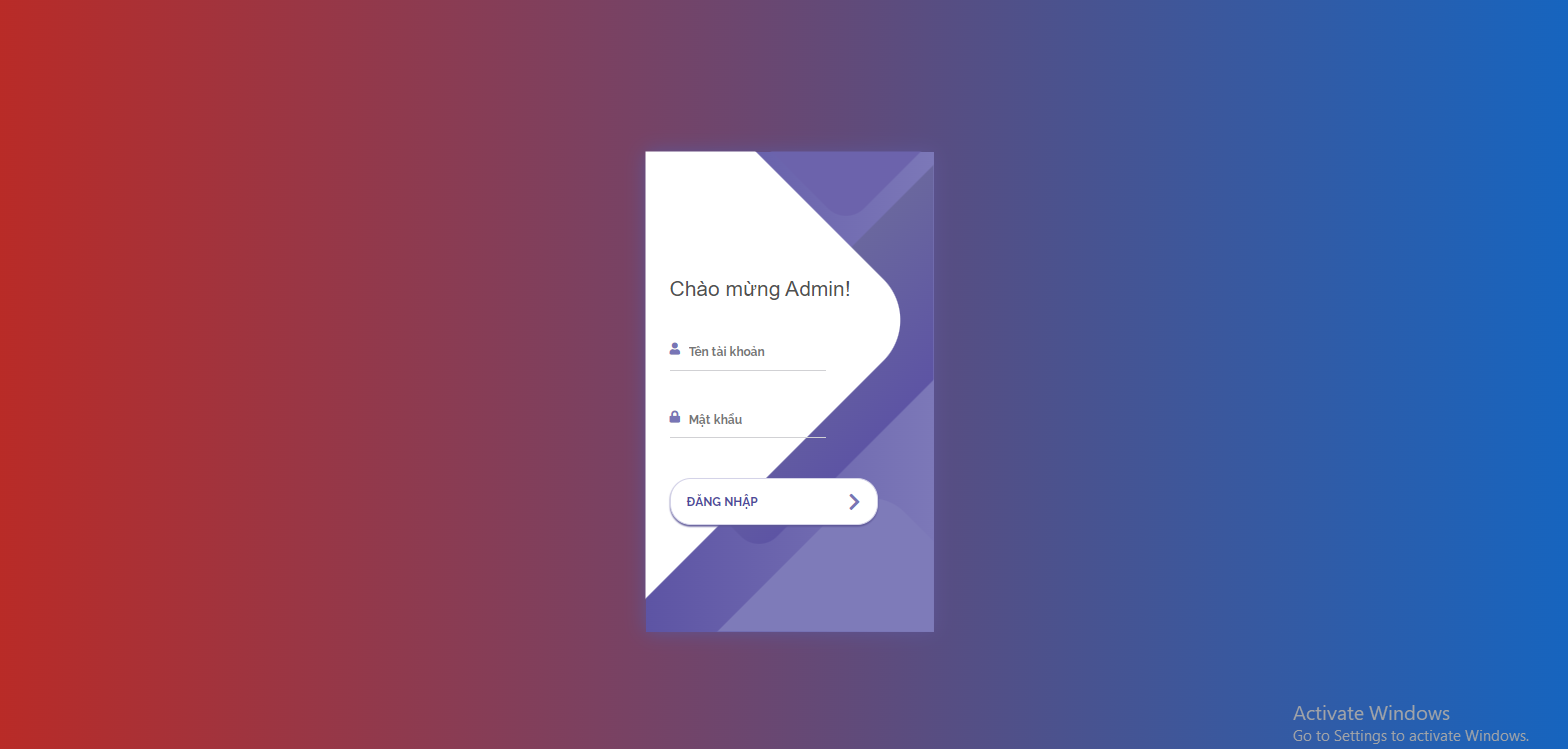 Chào mừng Admin!
Tên tài khoản
Mật khẩu
ĐĂNG NHẬP
Activate Windows
Go to Settings to activate Windows.